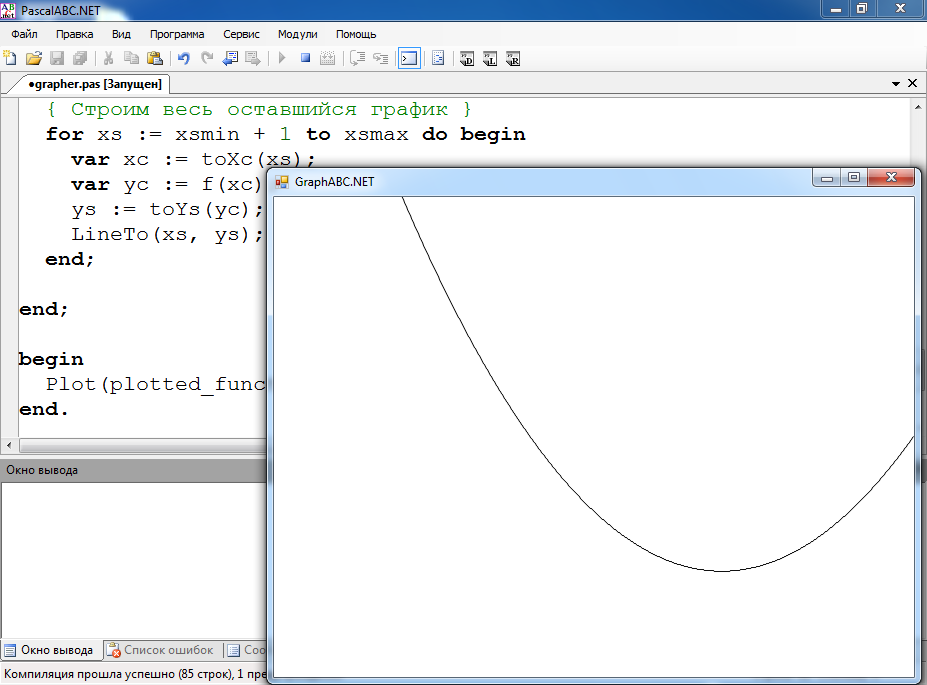 PascalABC.NET
Файл Правка Вид Программа Сервис Модули Помощь
•grapher.pas [Запущен]
{ Строим весь оставшийся график }
for xs := xsmin + 1 to xsmax do begin
var xc := toXc(xs);
var yc := f(xc)
ys := toYs(yc);
LineTo(xs, ys);
end;
end;
begin
Plot(plotted_func
end.
GraphABC.NET
Окно вывода
Окно вывода Список ошибок Соо
Компиляция прошла успешно (85 строк), 1 пре